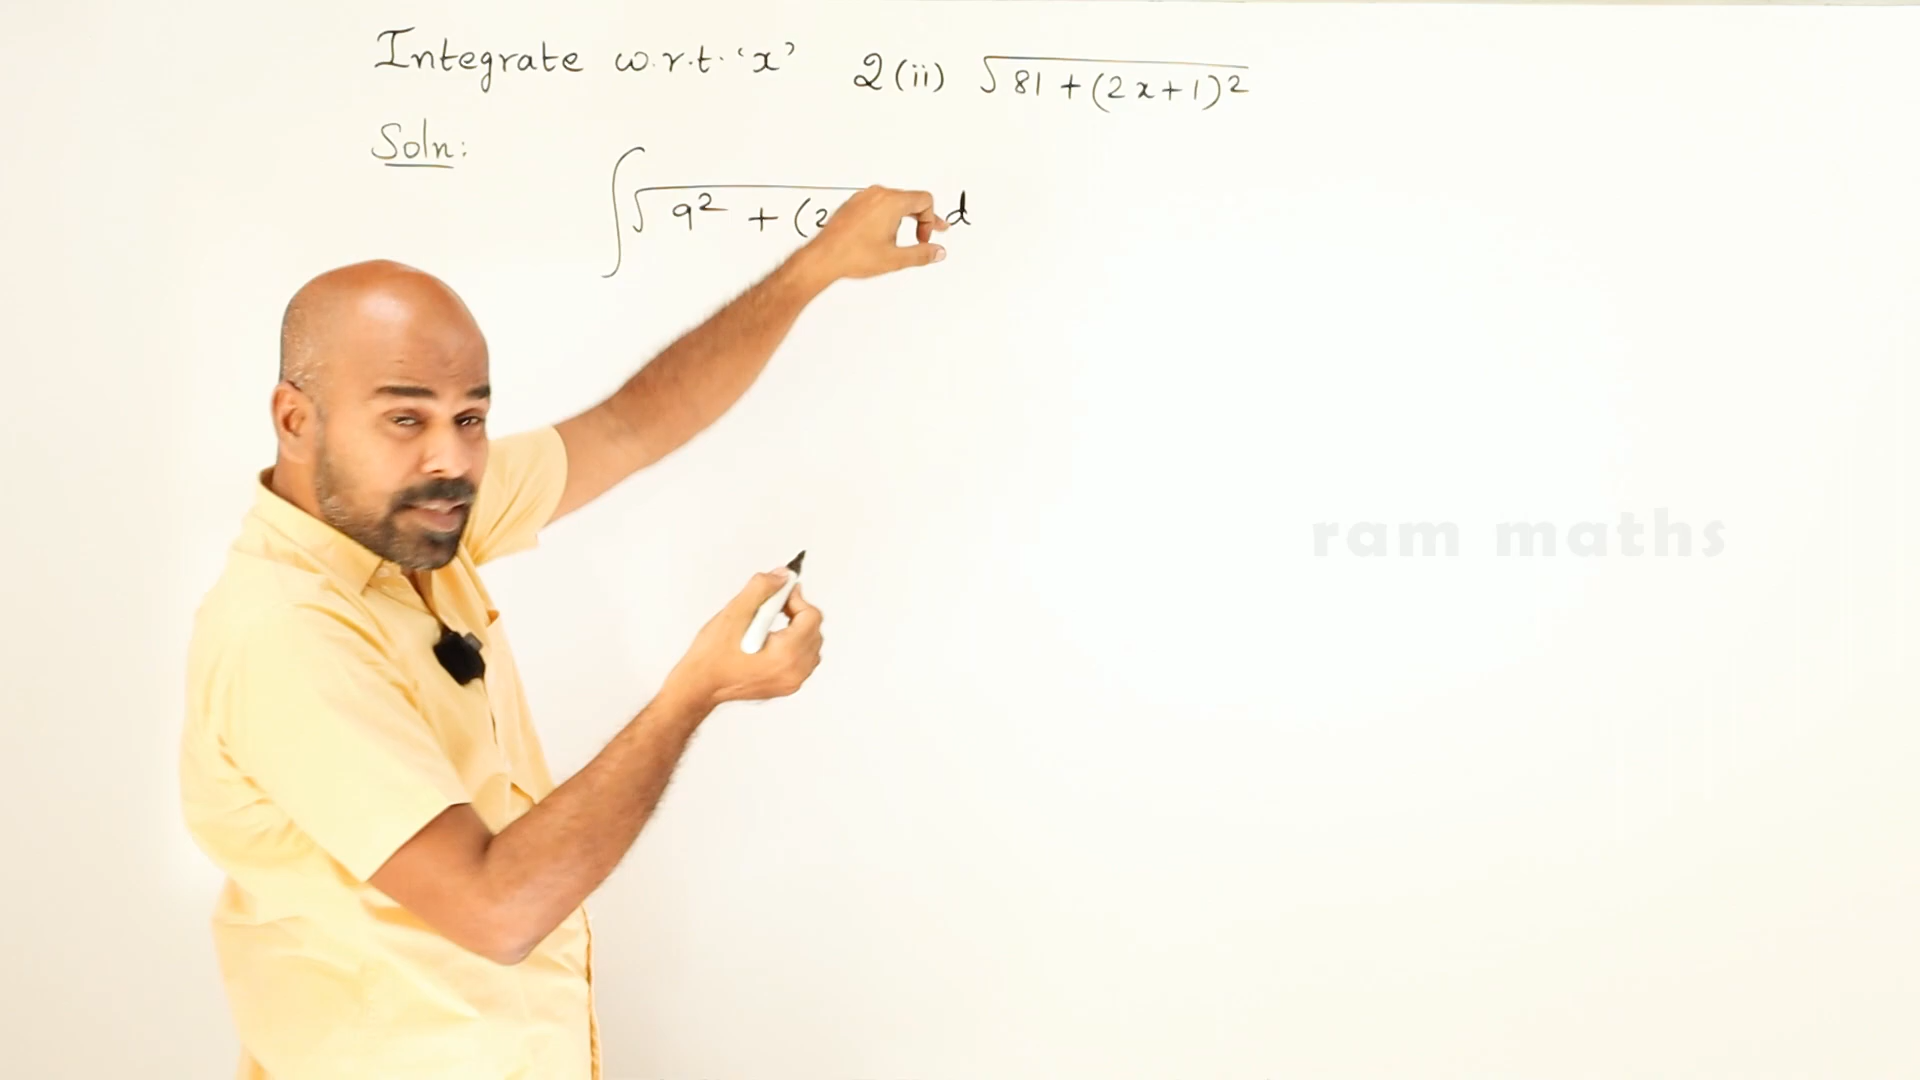 Integrate w.r.t. 'x' 2(ii) √81+(2x+1)²
Soln:
∫√9² + (2 d
ram maths